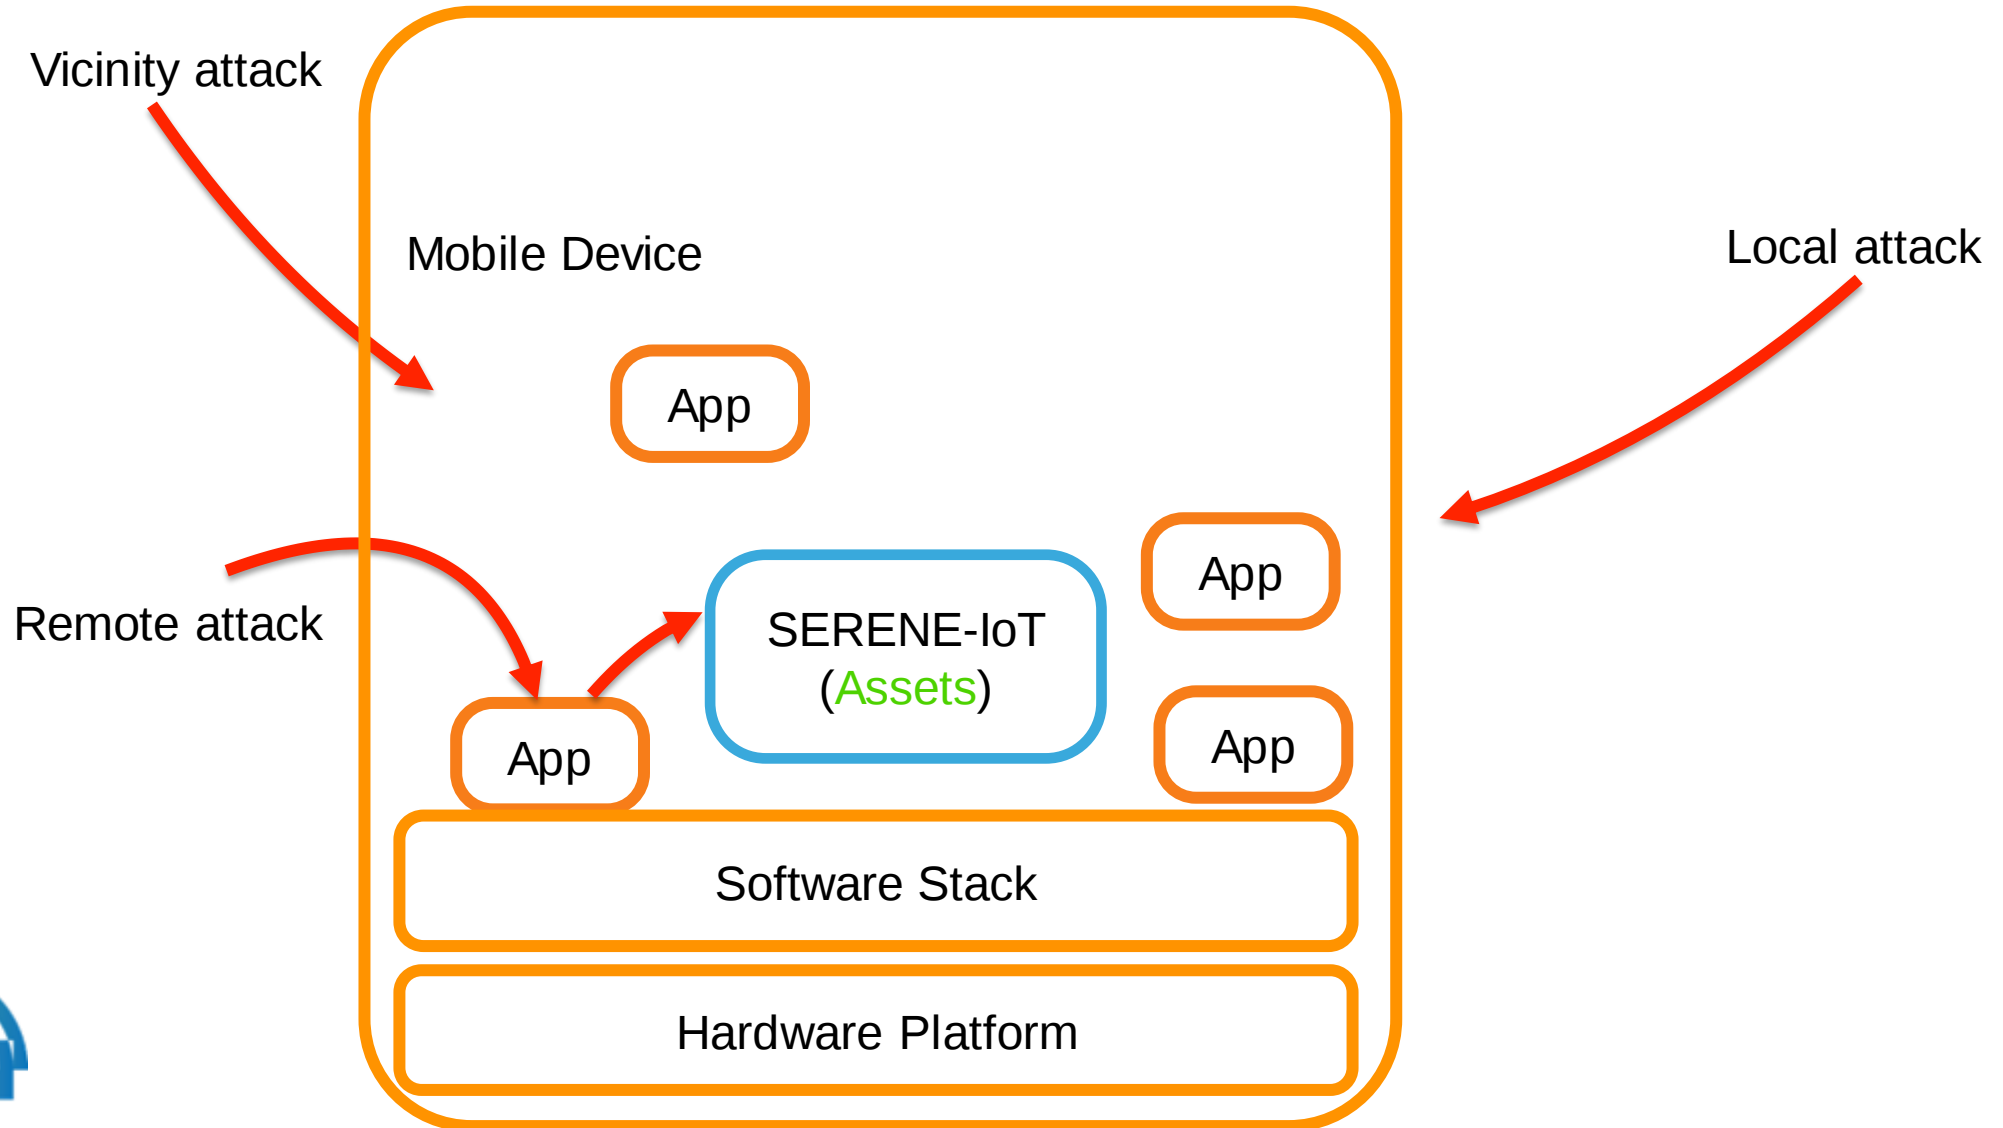 Vicinity attack
Mobile Device
Local attack
App
App
Remote attack
SERENE-IoT
(Assets)
App
App
Software Stack
Hardware Platform